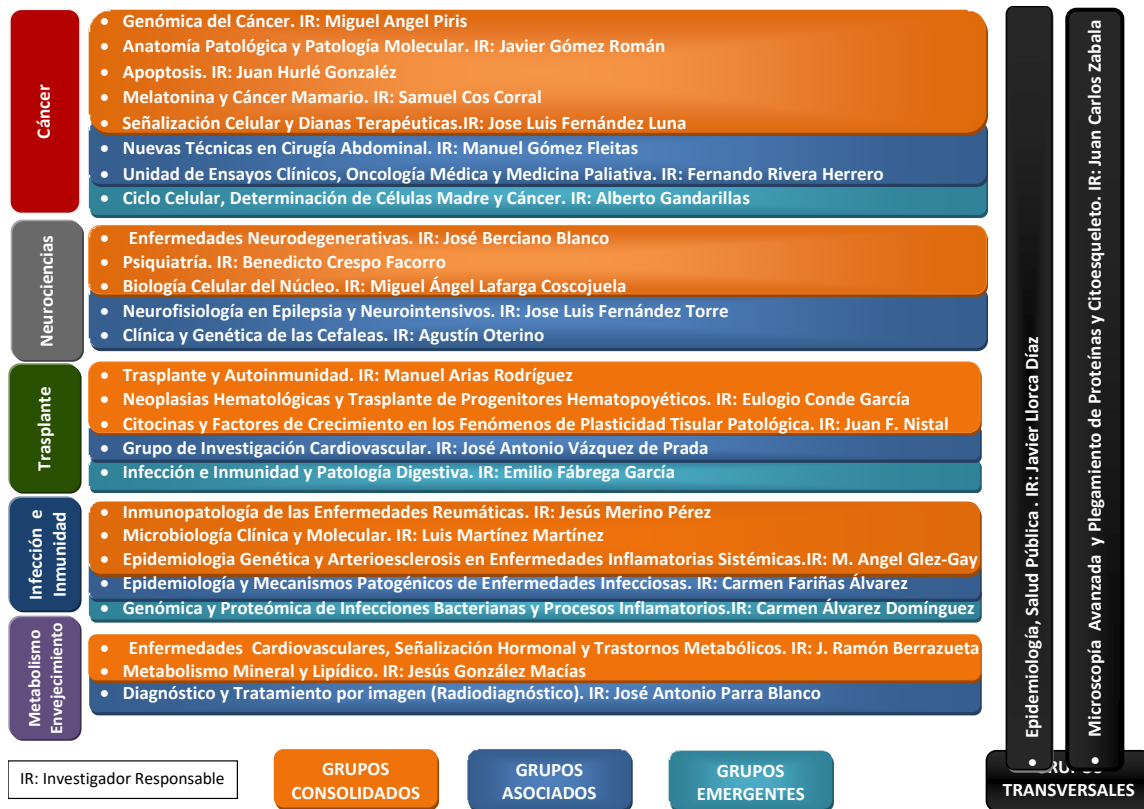 Cáncer
• Genómica del Cáncer. IR: Miguel Angel Piris
• Anatomía Patológica y Patología Molecular. IR: Javier Gómez Román
• Apoptosis. IR: Juan Hurlé Gonzaléz
• Melatonina y Cáncer Mamario. IR: Samuel Cos Corral
• Señalización Celular y Dianas Terapéuticas.IR: Jose Luis Fernández Luna
• Nuevas Técnicas en Cirugía Abdominal. IR: Manuel Gómez Fleitas
• Unidad de Ensayos Clínicos, Oncología Médica y Medicina Paliativa. IR: Fernando Rivera Herrero
• Ciclo Celular, Determinación de Células Madre y Cáncer. IR: Alberto Gandarillas
Neurociencias
• Enfermedades Neurodegenerativas. IR: José Berciano Blanco
• Psiquiatría. IR: Benedicto Crespo Facorro
• Biología Celular del Núcleo. IR: Miguel Ángel Lafarga Coscojuela
• Neurofisiología en Epilepsia y Neurointensivos. IR: Jose Luis Fernández Torre
• Clínica y Genética de las Cefaleas. IR: Agustín Oterino
Trasplante
• Trasplante y Autoinmunidad. IR: Manuel Arias Rodríguez
• Neoplasias Hematológicas y Trasplante de Progenitores Hematopoyéticos. IR: Eulogio Conde García
• Citocinas y Factores de Crecimiento en los Fenómenos de Plasticidad Tisular Patológica. IR: Juan F. Nistal
• Grupo de Investigación Cardiovascular. IR: José Antonio Vázquez de Prada
• Infección e Inmunidad y Patología Digestiva. IR: Emilio Fábrega García
Infección e
Inmunidad
• Inmunopatología de las Enfermedades Reumáticas. IR: Jesús Merino Pérez
• Microbiología Clínica y Molecular. IR: Luis Martínez Martínez
• Epidemiologia Genética y Arterioesclerosis en Enfermedades Inflamatorias Sistémicas.IR: M. Angel Glez-Gay
• Epidemiología y Mecanismos Patogénicos de Enfermedades Infecciosas. IR: Carmen Fariñas Álvarez
• Genómica y Proteómica de Infecciones Bacterianas y Procesos Inflamatorios.IR: Carmen Álvarez Domínguez
Metabolismo
Envejecimiento
• Enfermedades Cardiovasculares, Señalización Hormonal y Trastornos Metabólicos. IR: J. Ramón Berrazueta
• Metabolismo Mineral y Lipídico. IR: Jesús González Macías
• Diagnóstico y Tratamiento por imagen (Radiodiagnóstico). IR: José Antonio Parra Blanco
• Epidemiología, Salud Pública . IR: Javier Llorca Díaz
• Microscopía Avanzada y Plegamiento de Proteínas y Citoesqueleto. IR: Juan Carlos Zabala
IR: Investigador Responsable
GRUPOS
CONSOLIDADOS
GRUPOS
ASOCIADOS
GRUPOS
EMERGENTES
GRUPOS
TRANSVERSALES